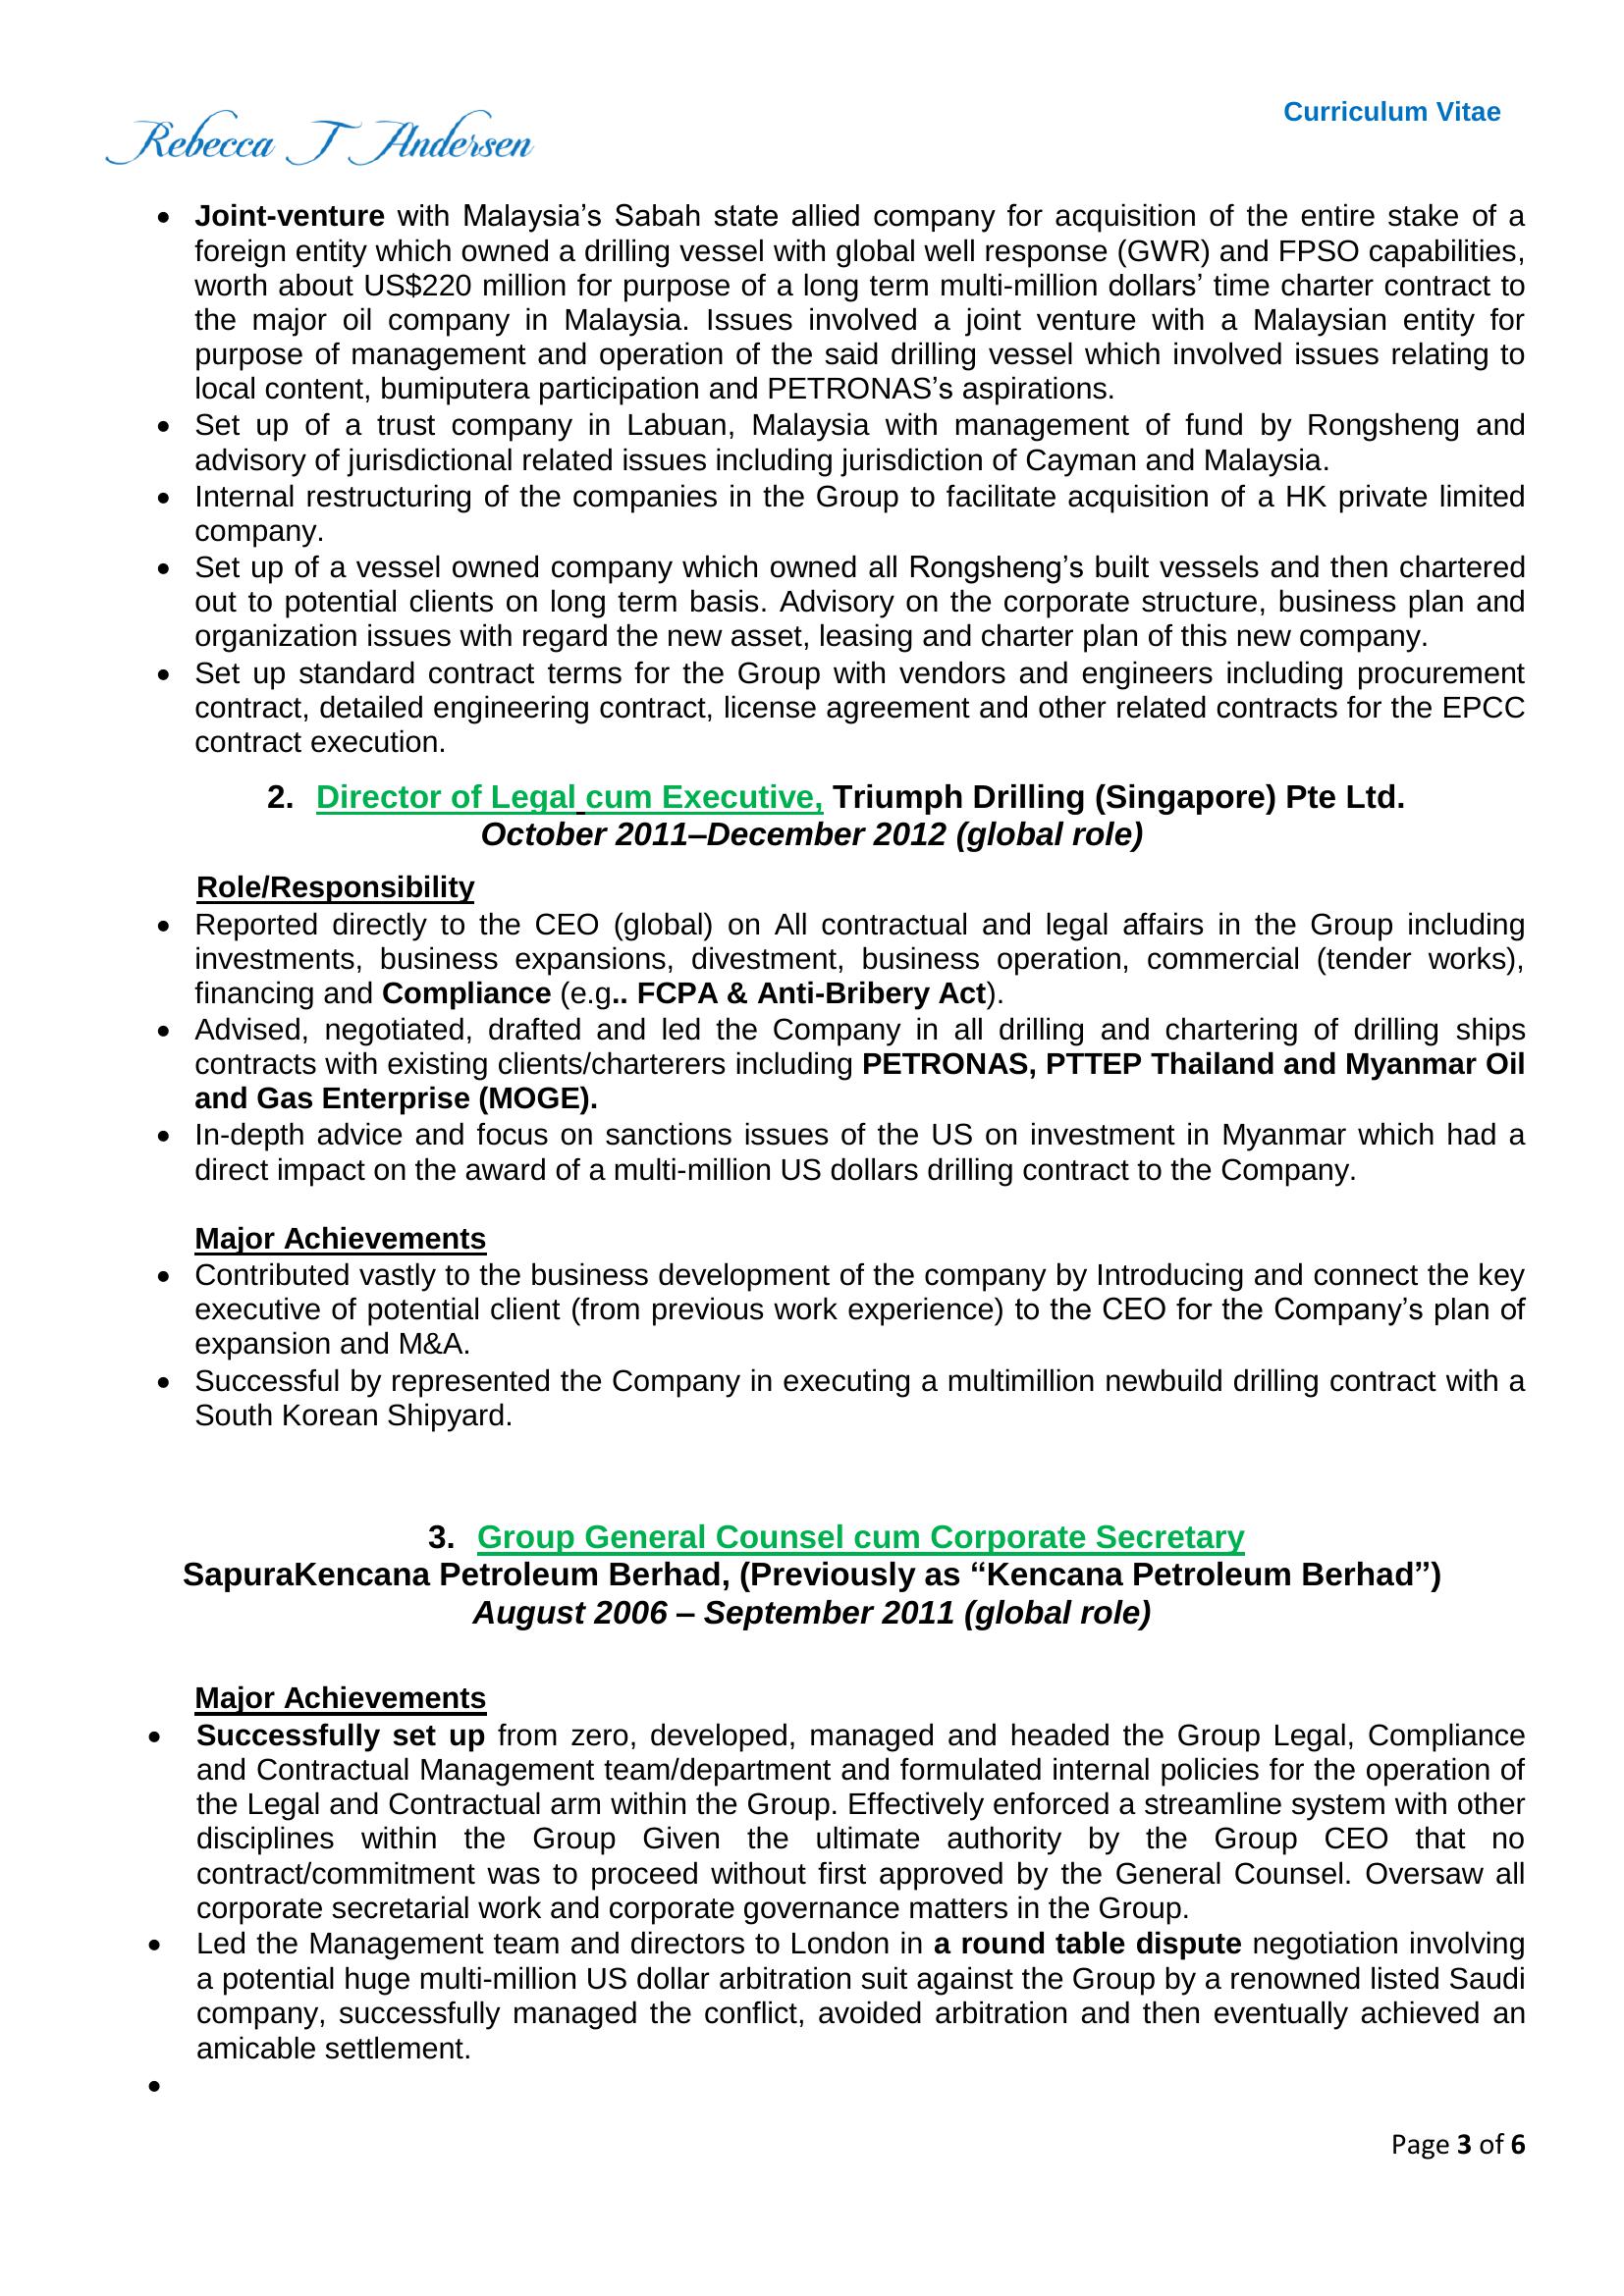 Rebecca T Andersen
Curriculum Vitae
• Joint-venture with Malaysia’s Sabah state allied company for acquisition of the entire stake of a
foreign entity which owned a drilling vessel with global well response (GWR) and FPSO capabilities,
worth about US$220 million for purpose of a long term multi-million dollars’ time charter contract to
the major oil company in Malaysia. Issues involved a joint venture with a Malaysian entity for
purpose of management and operation of the said drilling vessel which involved issues relating to
local content, bumiputera participation and PETRONAS’s aspirations.
• Set up of a trust company in Labuan, Malaysia with management of fund by Rongsheng and
advisory of jurisdictional related issues including jurisdiction of Cayman and Malaysia.
• Internal restructuring of the companies in the Group to facilitate acquisition of a HK private limited
company.
• Set up of a vessel owned company which owned all Rongsheng’s built vessels and then chartered
out to potential clients on long term basis. Advisory on the corporate structure, business plan and
organization issues with regard the new asset, leasing and charter plan of this new company.
• Set up standard contract terms for the Group with vendors and engineers including procurement
contract, detailed engineering contract, license agreement and other related contracts for the EPCC
contract execution.
2. Director of Legal cum Executive, Triumph Drilling (Singapore) Pte Ltd.
October 2011–December 2012 (global role)
Role/Responsibility
• Reported directly to the CEO (global) on All contractual and legal affairs in the Group including
investments, business expansions, divestment, business operation, commercial (tender works),
financing and Compliance (e.g.. FCPA & Anti-Bribery Act).
• Advised, negotiated, drafted and led the Company in all drilling and chartering of drilling ships
contracts with existing clients/charterers including PETRONAS, PTTEP Thailand and Myanmar Oil
and Gas Enterprise (MOGE).
• In-depth advice and focus on sanctions issues of the US on investment in Myanmar which had a
direct impact on the award of a multi-million US dollars drilling contract to the Company.
Major Achievements
• Contributed vastly to the business development of the company by Introducing and connect the key
executive of potential client (from previous work experience) to the CEO for the Company’s plan of
expansion and M&A.
• Successful by represented the Company in executing a multimillion newbuild drilling contract with a
South Korean Shipyard.
3. Group General Counsel cum Corporate Secretary
SapuraKencana Petroleum Berhad, (Previously as “Kencana Petroleum Berhad”)
August 2006 – September 2011 (global role)
Major Achievements
• Successfully set up from zero, developed, managed and headed the Group Legal, Compliance
and Contractual Management team/department and formulated internal policies for the operation of
the Legal and Contractual arm within the Group. Effectively enforced a streamline system with other
disciplines within the Group Given the ultimate authority by the Group CEO that no
contract/commitment was to proceed without first approved by the General Counsel. Oversaw all
corporate secretarial work and corporate governance matters in the Group.
• Led the Management team and directors to London in a round table dispute negotiation involving
a potential huge multi-million US dollar arbitration suit against the Group by a renowned listed Saudi
company, successfully managed the conflict, avoided arbitration and then eventually achieved an
amicable settlement.
•
Page 3 of 6